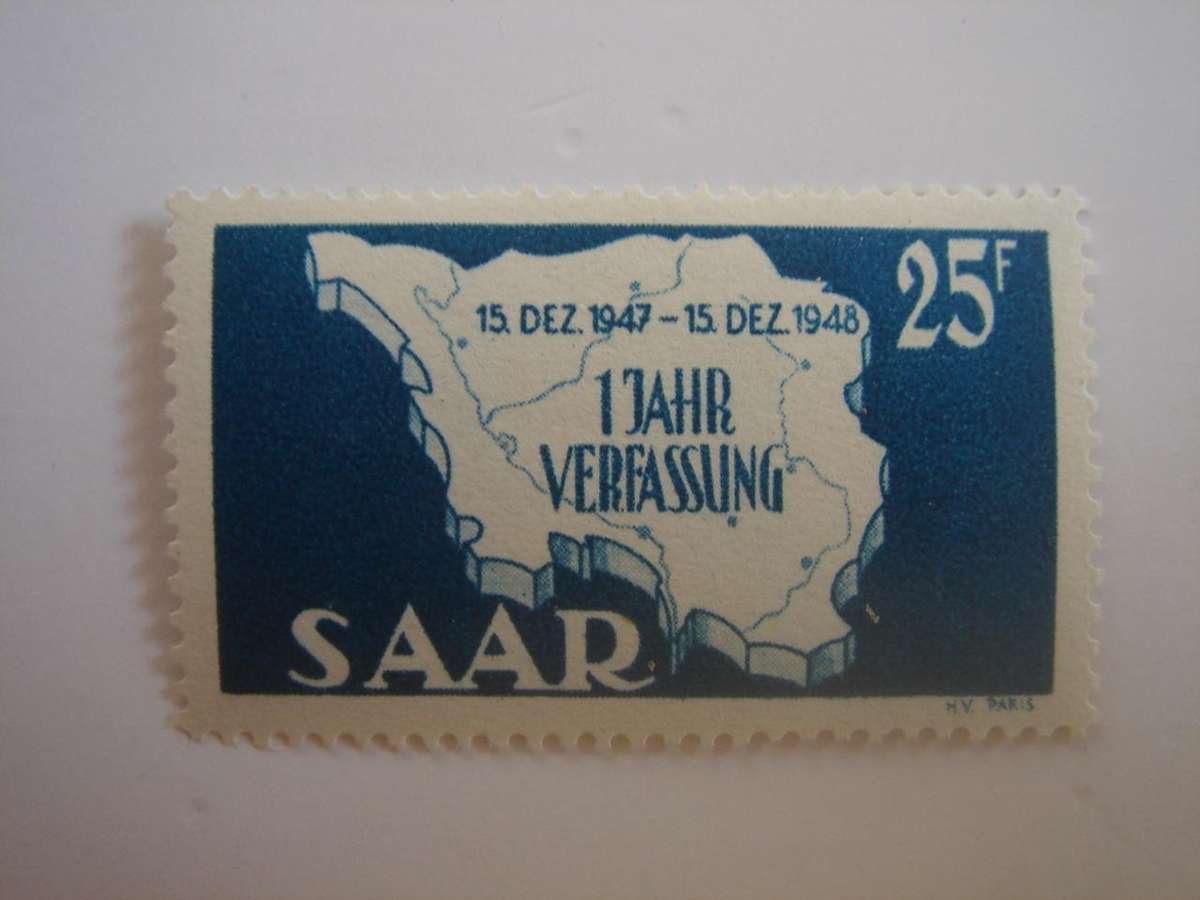 25F
15. DEZ. 1947 – 15. DEZ. 1948
1 JAHR
VERFASSUNG
SAAR
H.V. PARIS